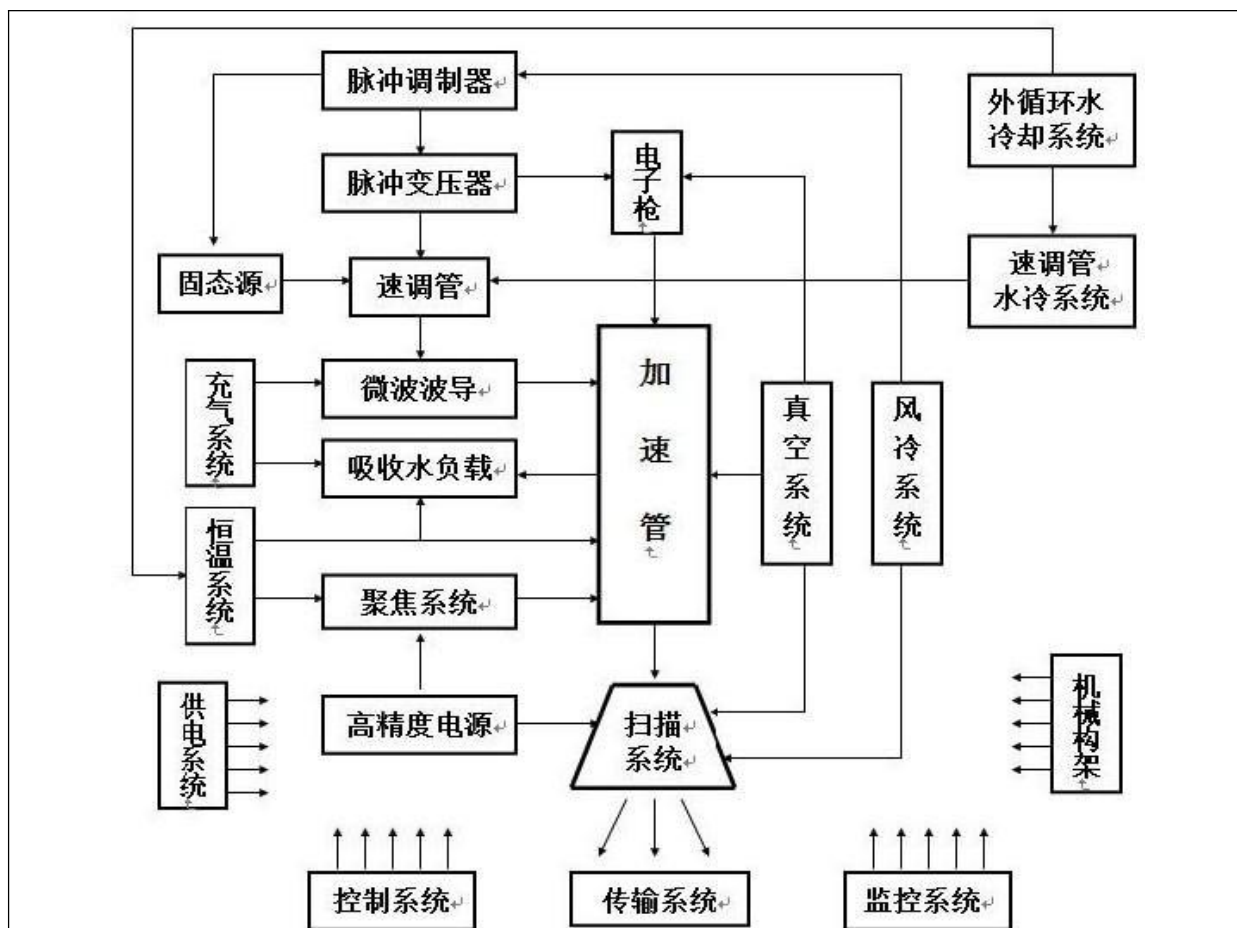 脉冲调制器
外循环水
冷却系统
电子枪
脉冲变压器
固态源
速调管
速调管
水冷系统
充气系统
微波波导
加速管
真空系统
风冷系统
吸收水负载
恒温系统
聚焦系统
供电系统
高精度电源
扫描
系统
机械构架
控制系统
传输系统
监控系统